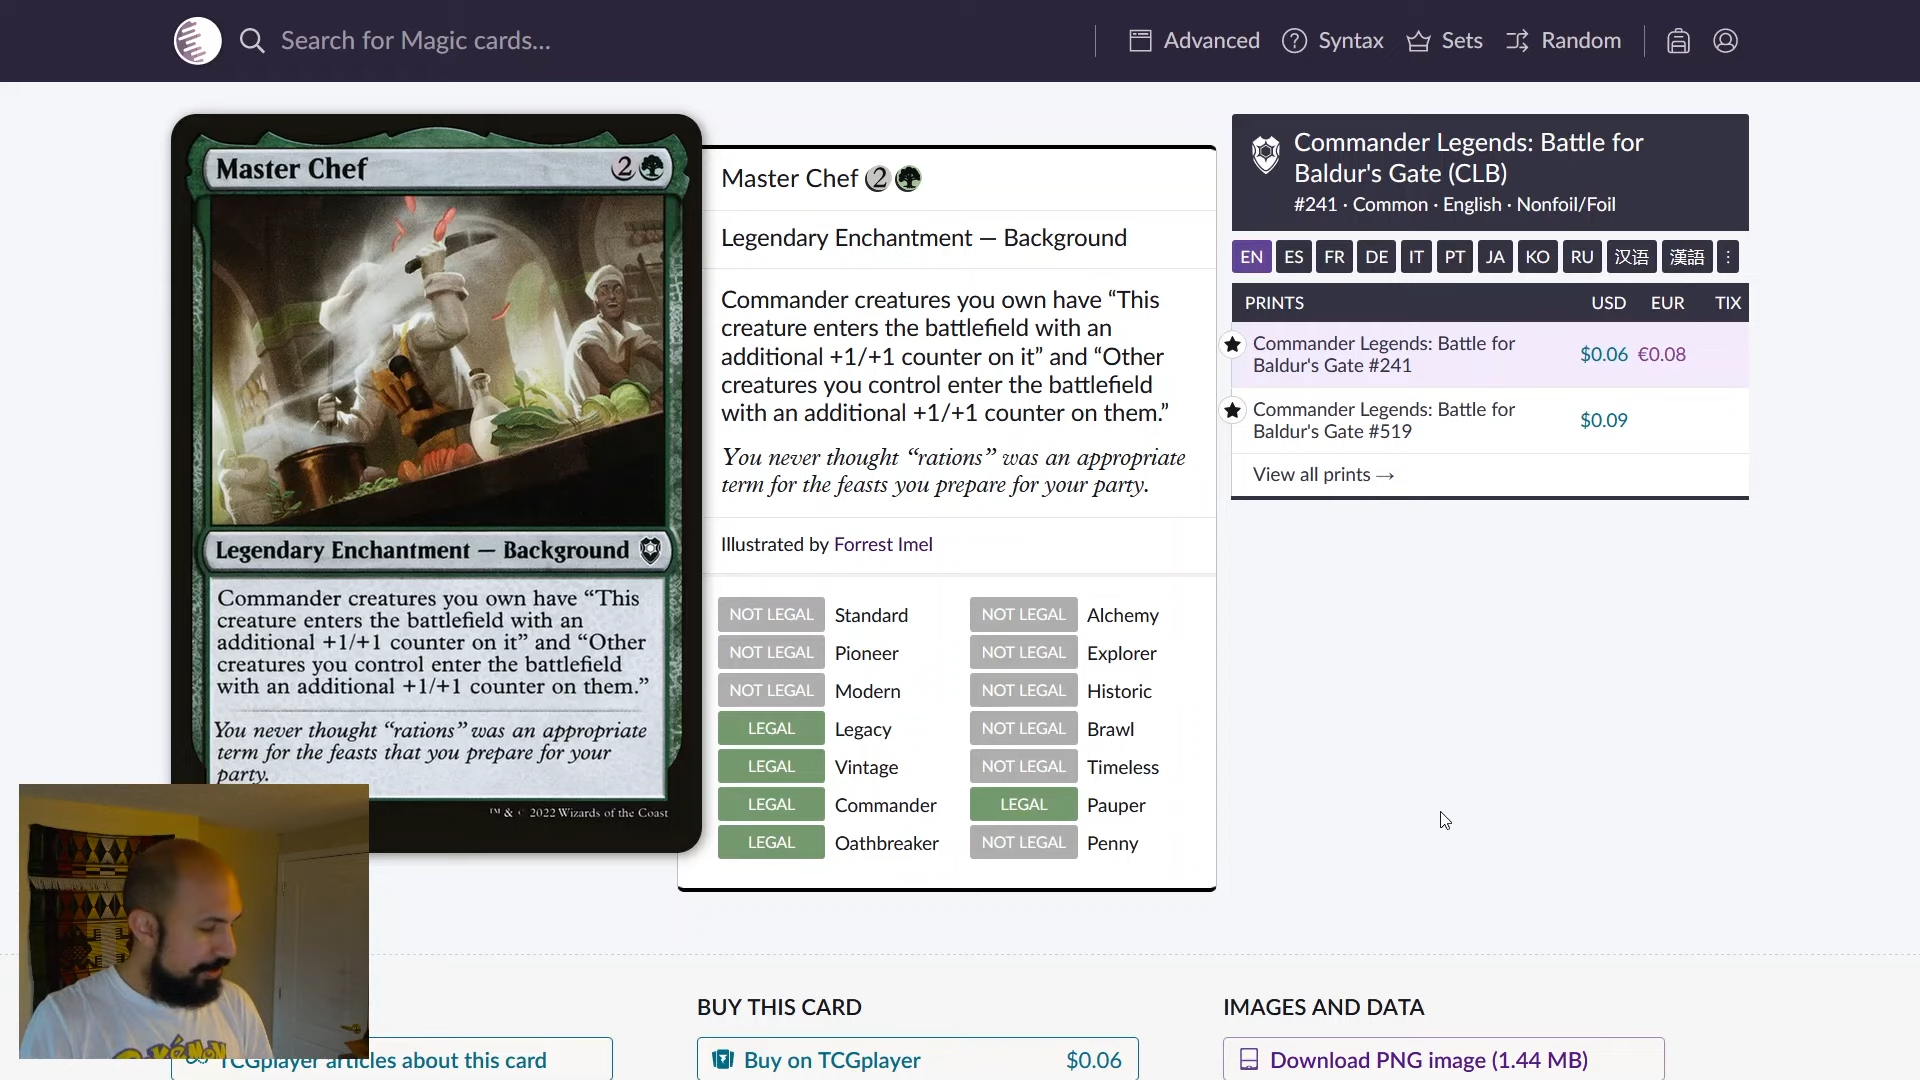 Search for Magic cards...
Advanced
Syntax
Sets
Random
Master Chef 2
Legendary Enchantment — Background
Commander creatures you own have “This
creature enters the battlefield with an
additional +1/+1 counter on it” and “Other
creatures you control enter the battlefield
with an additional +1/+1 counter on them.”
You never thought “rations” was an appropriate
term for the feasts that you prepare for your
party.
™ & © 2022 Wizards of the Coast
Master Chef 2
Legendary Enchantment — Background
Commander creatures you own have “This
creature enters the battlefield with an
additional +1/+1 counter on it” and “Other
creatures you control enter the battlefield
with an additional +1/+1 counter on them.”
You never thought “rations” was an appropriate
term for the feasts you prepare for your party.
Illustrated by Forrest Imel
NOT LEGAL Standard NOT LEGAL Alchemy
NOT LEGAL Pioneer NOT LEGAL Explorer
NOT LEGAL Modern NOT LEGAL Historic
LEGAL Legacy NOT LEGAL Brawl
LEGAL Vintage NOT LEGAL Timeless
LEGAL Commander LEGAL Pauper
LEGAL Oathbreaker NOT LEGAL Penny
Commander Legends: Battle for
Baldur's Gate (CLB)
#241 · Common · English · Nonfoil/Foil
EN ES FR DE IT PT JA KO RU 汉语 漢語
PRINTS USD EUR TIX
Commander Legends: Battle for
Baldur's Gate #241 $0.06 €0.08
Commander Legends: Battle for
Baldur's Gate #519 $0.09
View all prints →
TCGplayer articles about this card
BUY THIS CARD
Buy on TCGplayer $0.06
IMAGES AND DATA
Download PNG image (1.44 MB)